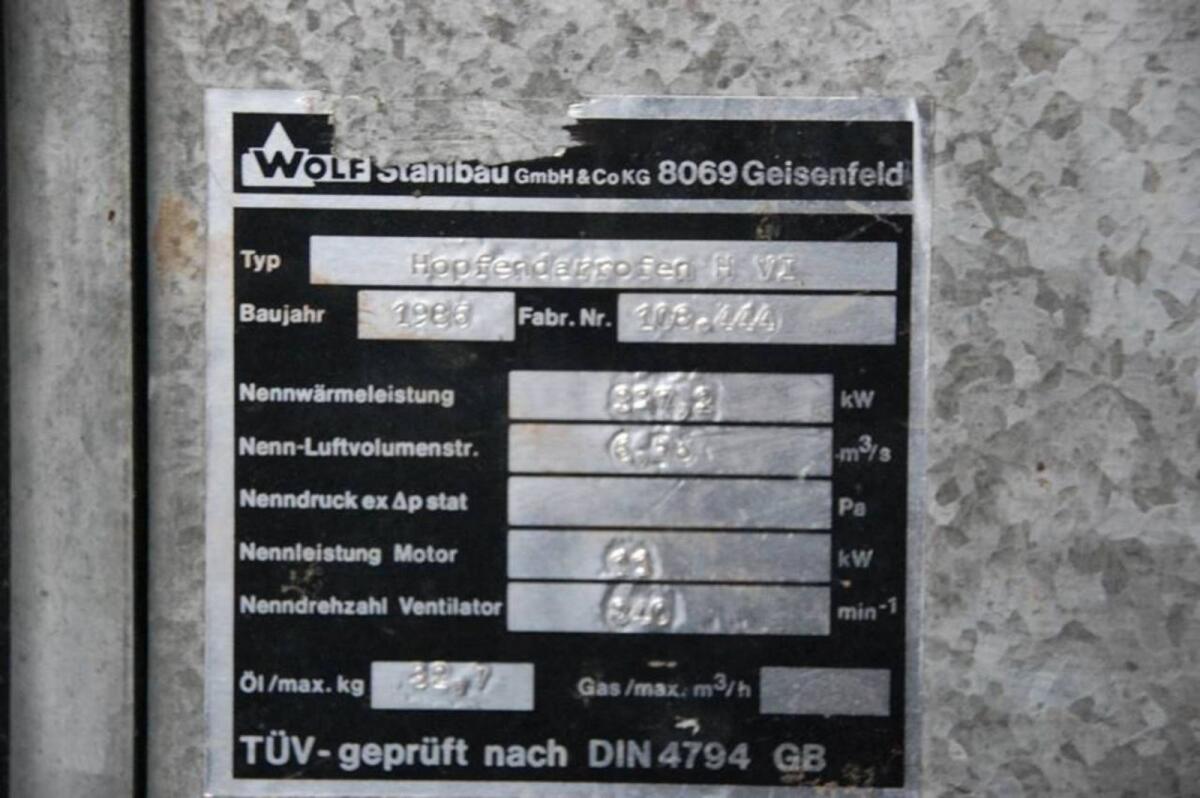 WOLF Stahlbau GmbH & Co KG 8069 Geisenfeld
Typ Hopfendarrofen H VI
Baujahr Fabr. Nr. 108.444
Nennwärmeleistung kW
Nenn-Luftvolumenstr. m³/s
Nenndruck ex Δp stat Pa
Nennleistung Motor kW
Nenndrehzahl Ventilator min⁻¹
Öl/max. kg Gas/max. m³/h
TÜV-geprüft nach DIN 4794 GB